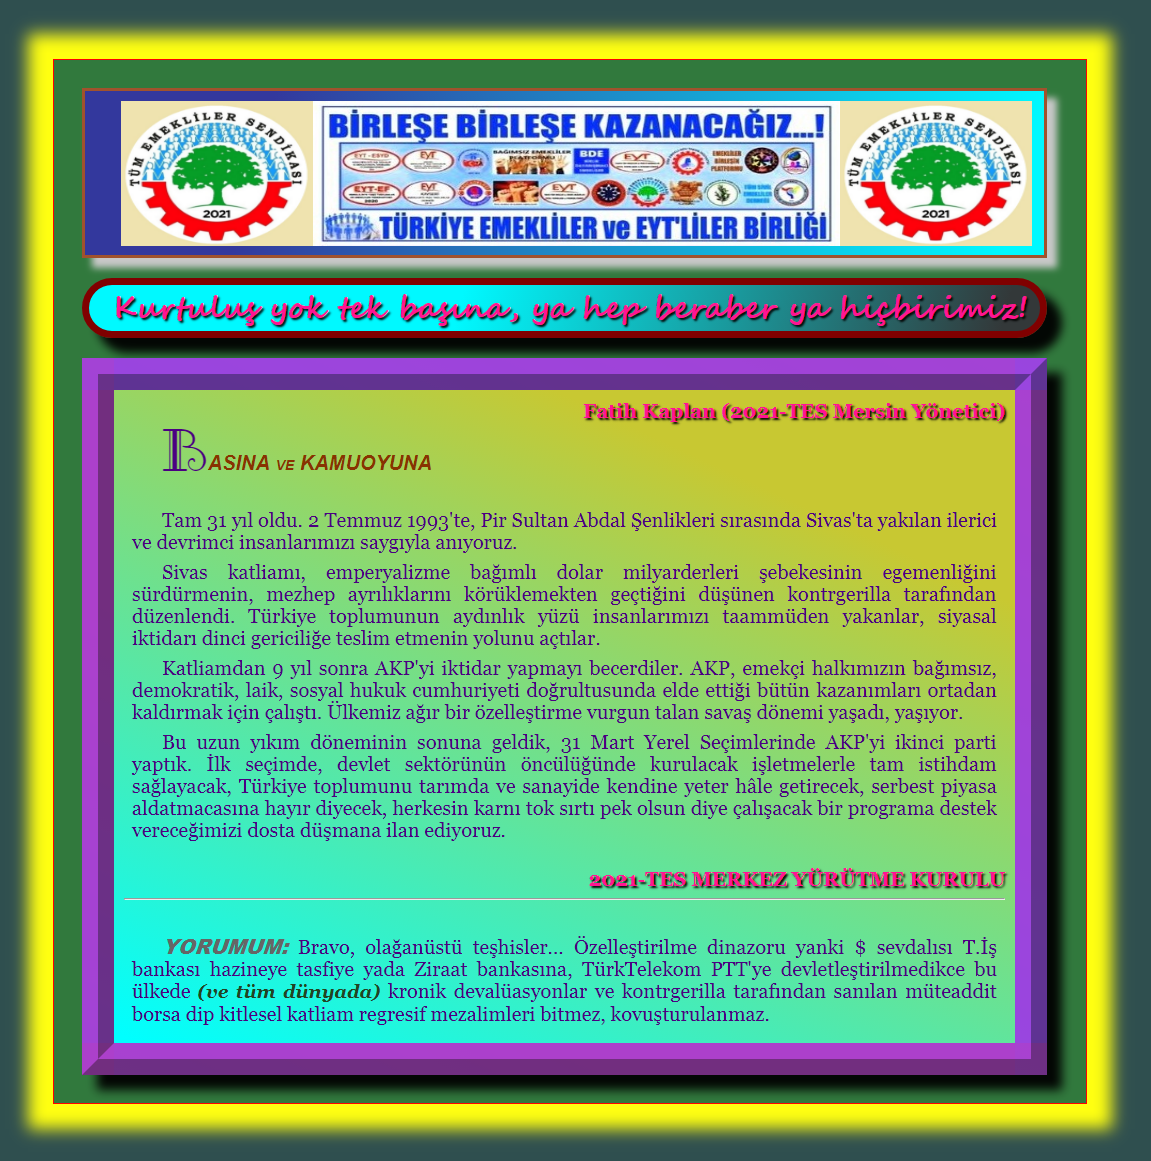 TÜM EMEKLİLER SENDİKASI
2021
BİRLEŞE BİRLEŞE KAZANACAĞIZ...!
EYT
BDE
EYT
EYT-EF
EYT
EYT
TÜRKİYE EMEKLİLER ve EYT'LİLER BİRLİĞİ
TÜM EMEKLİLER SENDİKASI
2021
Kurtuluş yok tek başına, ya hep beraber ya hiçbirimiz!
Fatih Kaplan (2021-TES Mersin Yönetici)
BASINA VE KAMUOYUNA
Tam 31 yıl oldu. 2 Temmuz 1993'te, Pir Sultan Abdal Şenlikleri sırasında Sivas'ta yakılan ilerici
ve devrimci insanlarımızı saygıyla anıyoruz.
Sivas katliamı, emperyalizme bağımlı dolar milyarderleri şebekesinin egemenliğini
sürdürmenin, mezhep ayrılıklarını körüklemekten geçtiğini düşünen kontrgerilla tarafından
düzenlendi. Türkiye toplumunun aydınlık yüzü insanlarımızı taammüden yakanlar, siyasal
iktidarı dinci gericiliğe teslim etmenin yolunu açtılar.
Katliamdan 9 yıl sonra AKP'yi iktidar yapmayı becerdiler. AKP, emekçi halkımızın bağımsız,
demokratik, laik, sosyal hukuk cumhuriyeti doğrultusunda elde ettiği bütün kazanımları ortadan
kaldırmak için çalıştı. Ülkemiz ağır bir özelleştirme vurgun talan savaş dönemi yaşadı, yaşıyor.
Bu uzun yıkım döneminin sonuna geldik, 31 Mart Yerel Seçimlerinde AKP'yi ikinci parti
yaptık. İlk seçimde, devlet sektörünün öncülüğünde kurulacak işletmelerle tam istihdam
sağlayacak, Türkiye toplumunu tarımda ve sanayide kendine yeter hâle getirecek, serbest piyasa
aldatmacasına hayır diyecek, herkesin karnı tok sırtı pek olsun diye çalışacak bir programa destek
vereceğimizi dosta düşmana ilan ediyoruz.
2021-TES MERKEZ YÜRÜTME KURULU
YORUMUM: Bravo, olağanüstü teşhisler... Özelleştirilme dinazoru yanki $ sevdalısı T.İş
bankası hazineye tasfiye yada Ziraat bankasına, TürkTelekom PTT'ye devletleştirilmedikce bu
ülkede (ve tüm dünyada) kronik devalüasyonlar ve kontrgerilla tarafından sanılan müteaddit
borsa dip kitlesel katliam regresif mezalimleri bitmez, kovuşturulanmaz.